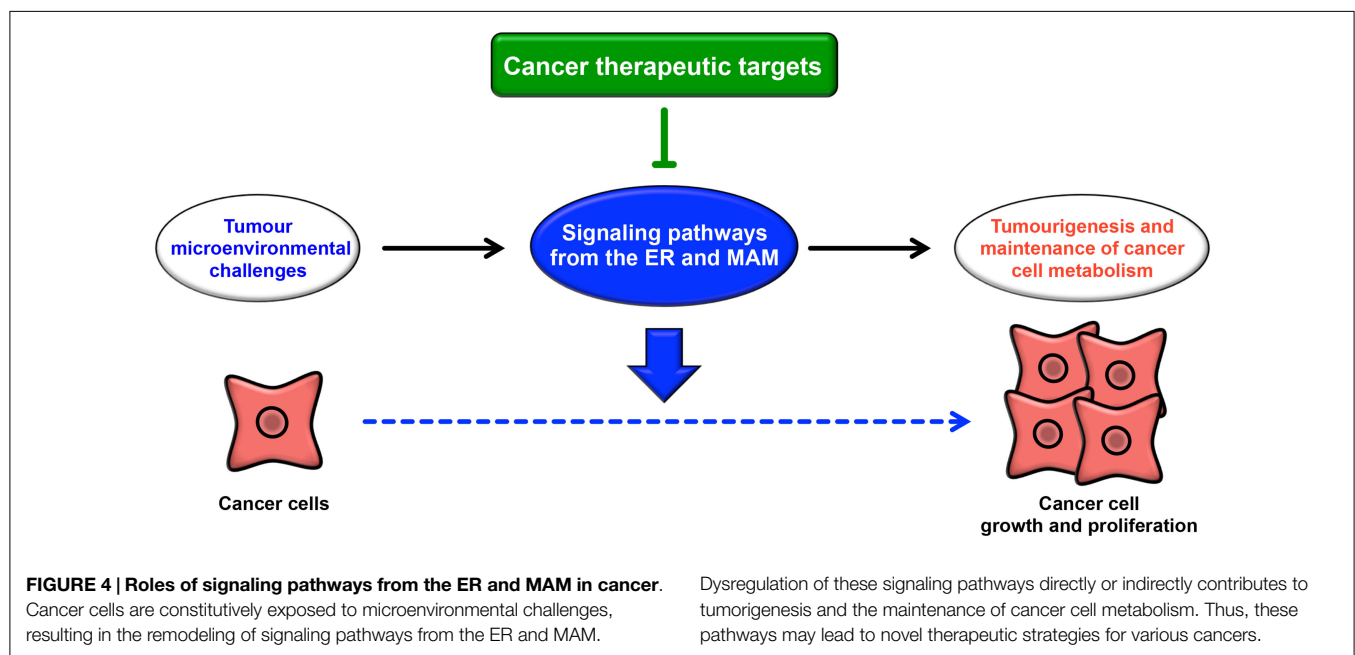 Cancer therapeutic targets
Tumour
microenvironmental
challenges
Signaling pathways
from the ER and MAM
Tumourigenesis and
maintenance of cancer
cell metabolism
Cancer cells
Cancer cell
growth and proliferation
FIGURE 4 | Roles of signaling pathways from the ER and MAM in cancer.
Cancer cells are constitutively exposed to microenvironmental challenges,
resulting in the remodeling of signaling pathways from the ER and MAM.
Dysregulation of these signaling pathways directly or indirectly contributes to
tumorigenesis and the maintenance of cancer cell metabolism. Thus, these
pathways may lead to novel therapeutic strategies for various cancers.